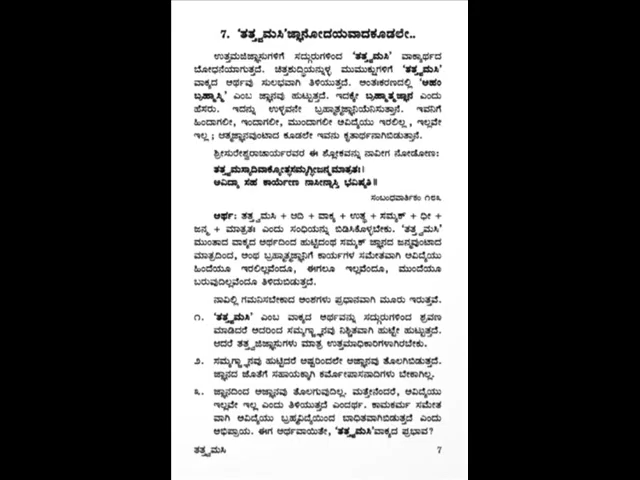 7. 'ತತ್ತ್ವಮಸಿ'ಜ್ಞಾನೋದಯವಾದಕೂಡಲೇ..
ಉತ್ತಮಜಿಜ್ಞಾಸುಗಳಿಗೆ ಸದ್ಗುರುಗಳಿಂದ 'ತತ್ತ್ವಮಸಿ' ವಾಕ್ಯಾರ್ಥದ
ಬೋಧನೆಯಾಗುತ್ತದೆ. ಚಿತ್ತಶುದ್ಧಿಯನ್ನುಳ್ಳ ಮುಮುಕ್ಷುಗಳಿಗೆ 'ತತ್ತ್ವಮಸಿ'
ವಾಕ್ಯದ ಅರ್ಥವು ಸುಲಭವಾಗಿ ತಿಳಿಯುತ್ತದೆ. ಅಂತಃಕರಣದಲ್ಲಿ 'ಅಹಂ
ಬ್ರಹ್ಮಾಸ್ಮಿ' ಎಂಬ ಜ್ಞಾನವು ಹುಟ್ಟುತ್ತದೆ. ಇದಕ್ಕೇ ಬ್ರಹ್ಮಾತ್ಮಜ್ಞಾನ ಎಂದು
ಹೆಸರು. ಇದನ್ನು ಉಳ್ಳವನೇ ಬ್ರಹ್ಮಾತ್ಮಜ್ಞಾನಿಯೆನಿಸುತ್ತಾನೆ. ಇವನಿಗೆ
ಹಿಂದಾಗಲೀ, ಇಂದಾಗಲೀ, ಮುಂದಾಗಲೀ ಅವಿದ್ಯೆಯು ಇರಲಿಲ್ಲ , ಇಲ್ಲವೇ
ಇಲ್ಲ ; ಆತ್ಮಜ್ಞಾನವುಂಟಾದ ಕೂಡಲೇ ಇವನು ಕೃತಾರ್ಥನಾಗಿಬಿಡುತ್ತಾನೆ.
ಶ್ರೀಸುರೇಶ್ವರಾಚಾರ್ಯರವರ ಈ ಶ್ಲೋಕವನ್ನು ನಾವೀಗ ನೋಡೋಣ:
ತತ್ತ್ವಮಸ್ಯಾದಿವಾಕ್ಯೋತ್ಥಸಮ್ಯಗ್ಧೀಜನ್ಮಮಾತ್ರತಃ।
ಅವಿದ್ಯಾ ಸಹ ಕಾರ್ಯೇಣ ನಾಸೀನ್ನಾಸ್ತಿ ಭವಿಷ್ಯತಿ॥
ಸಂಬಂಧವಾರ್ತಿಕಂ ೧೮೩
ಅರ್ಥ: ತತ್ತ್ವಮಸಿ + ಆದಿ + ವಾಕ್ಯ + ಉತ್ಥ + ಸಮ್ಯಕ್ + ಧೀ +
ಜನ್ಮ + ಮಾತ್ರತಃ ಎಂದು ಸಂಧಿಯನ್ನು ಬಿಡಿಸಿಕೊಳ್ಳಬೇಕು. 'ತತ್ತ್ವಮಸಿ'
ಮುಂತಾದ ವಾಕ್ಯದ ಅರ್ಥದಿಂದ ಹುಟ್ಟಿದಂಥ ಸಮ್ಯಕ್ ಜ್ಞಾನದ ಜನ್ಮವುಂಟಾದ
ಮಾತ್ರದಿಂದ, ಅಂಥ ಬ್ರಹ್ಮಾತ್ಮಜ್ಞಾನಿಗೆ ಕಾರ್ಯಗಳ ಸಮೇತವಾಗಿ ಅವಿದ್ಯೆಯು
ಹಿಂದೆಯೂ ಇರಲಿಲ್ಲವೆಂದೂ, ಈಗಲೂ ಇಲ್ಲವೆಂದೂ, ಮುಂದೆಯೂ
ಬರುವುದಿಲ್ಲವೆಂದೂ ತಿಳಿದುಬಿಡುತ್ತದೆ.
ನಾವಿಲ್ಲಿ ಗಮನಿಸಬೇಕಾದ ಅಂಶಗಳು ಪ್ರಧಾನವಾಗಿ ಮೂರು ಇರುತ್ತವೆ.
೧. 'ತತ್ತ್ವಮಸಿ' ಎಂಬ ವಾಕ್ಯದ ಅರ್ಥವನ್ನು ಸದ್ಗುರುಗಳಿಂದ ಶ್ರವಣ
ಮಾಡಿದರೆ ಅದರಿಂದ ಸಮ್ಯಗ್ಜ್ಞಾನವು ನಿಶ್ಚಿತವಾಗಿ ಹುಟ್ಟೇ ಹುಟ್ಟುತ್ತದೆ.
ಆದರೆ ತತ್ತ್ವಜಿಜ್ಞಾಸುಗಳು ಮಾತ್ರ ಉತ್ತಮಾಧಿಕಾರಿಗಳಾಗಿರಬೇಕು.
೨. ಸಮ್ಯಗ್ಜ್ಞಾನವು ಹುಟ್ಟಿದರೆ ಅಷ್ಟರಿಂದಲೇ ಅಜ್ಞಾನವು ತೊಲಗಿಬಿಡುತ್ತದೆ.
ಜ್ಞಾನದ ಜೊತೆಗೆ ಸಹಾಯಕ್ಕಾಗಿ ಕರ್ಮೋಪಾಸನಾದಿಗಳು ಬೇಕಾಗಿಲ್ಲ.
೩. ಜ್ಞಾನದಿಂದ ಅಜ್ಞಾನವು ತೊಲಗುವುದಿಲ್ಲ. ಮತ್ತೇನೆಂದರೆ, ಅವಿದ್ಯೆಯು
ಇಲ್ಲವೇ ಇಲ್ಲ ಎಂದು ತಿಳಿಯುತ್ತದೆ ಎಂದರ್ಥ. ಕಾಮಕರ್ಮ ಸಮೇತ
ವಾಗಿ ಅವಿದ್ಯೆಯು ಬ್ರಹ್ಮವಿದ್ಯೆಯಿಂದ ಬಾಧಿತವಾಗಿಬಿಡುತ್ತದೆ ಎಂದು
ಅಭಿಪ್ರಾಯ. ಈಗ ಅರ್ಥವಾಯಿತೇ, 'ತತ್ತ್ವಮಸಿ'ವಾಕ್ಯದ ಪ್ರಭಾವ?
ತತ್ತ್ವಮಸಿ 7